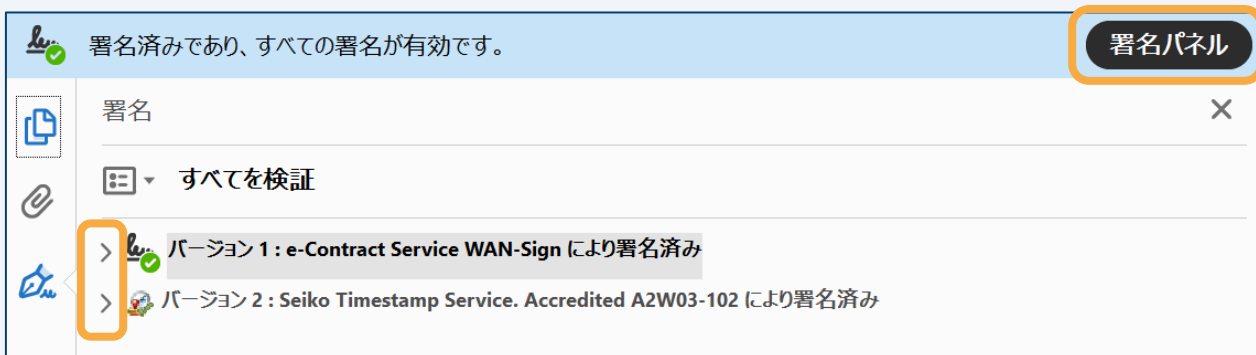 署名済みであり、すべての署名が有効です。
署名パネル
署名
すべてを検証
バージョン 1 : e-Contract Service WAN-Sign により署名済み
バージョン 2 : Seiko Timestamp Service. Accredited A2W03-102 により署名済み